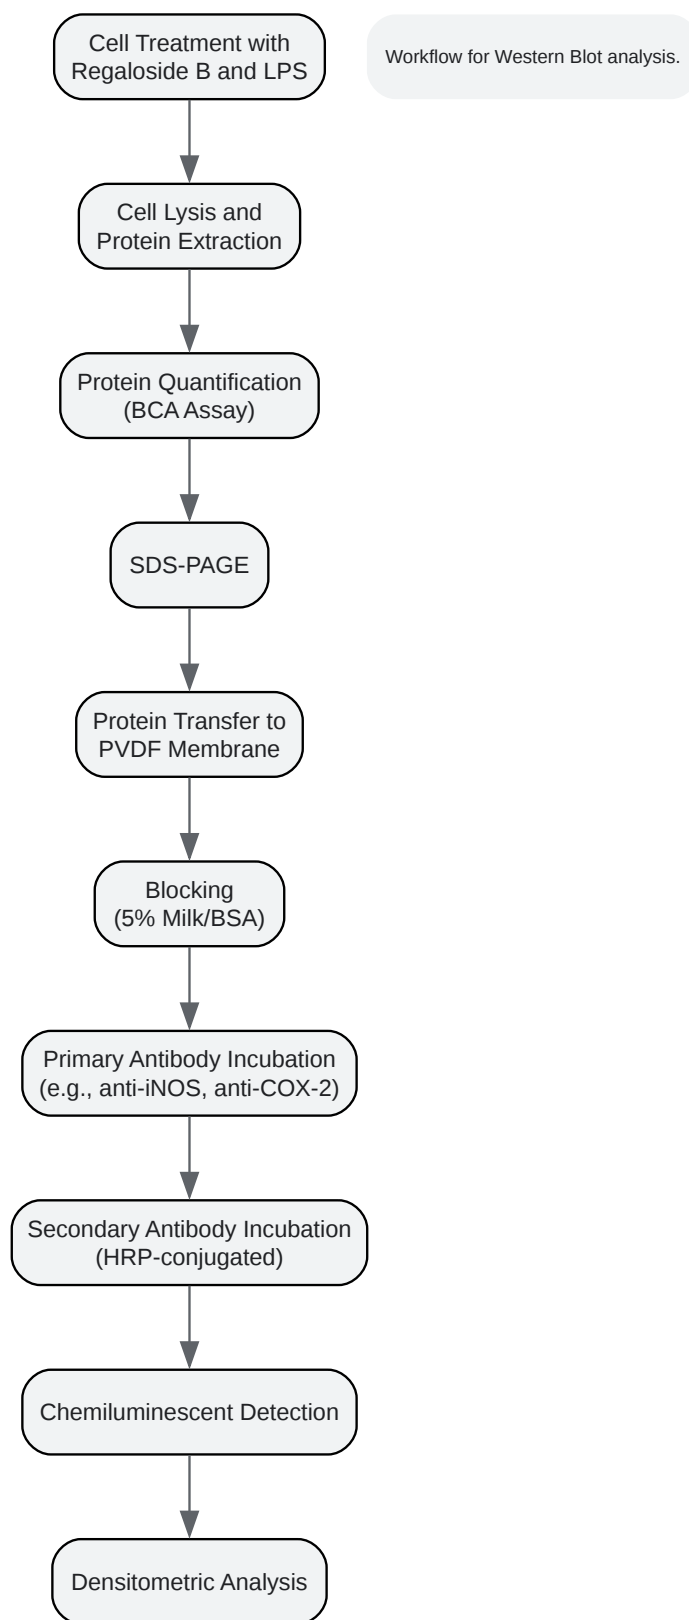 Cell Treatment with
Regaloside B and LPS
Workflow for Western Blot analysis.
Cell Lysis and
Protein Extraction
Protein Quantification
(BCA Assay)
SDS-PAGE
Protein Transfer to
PVDF Membrane
Blocking
(5% Milk/BSA)
Primary Antibody Incubation
(e.g., anti-iNOS, anti-COX-2)
Secondary Antibody Incubation
(HRP-conjugated)
Chemiluminescent Detection
Densitometric Analysis